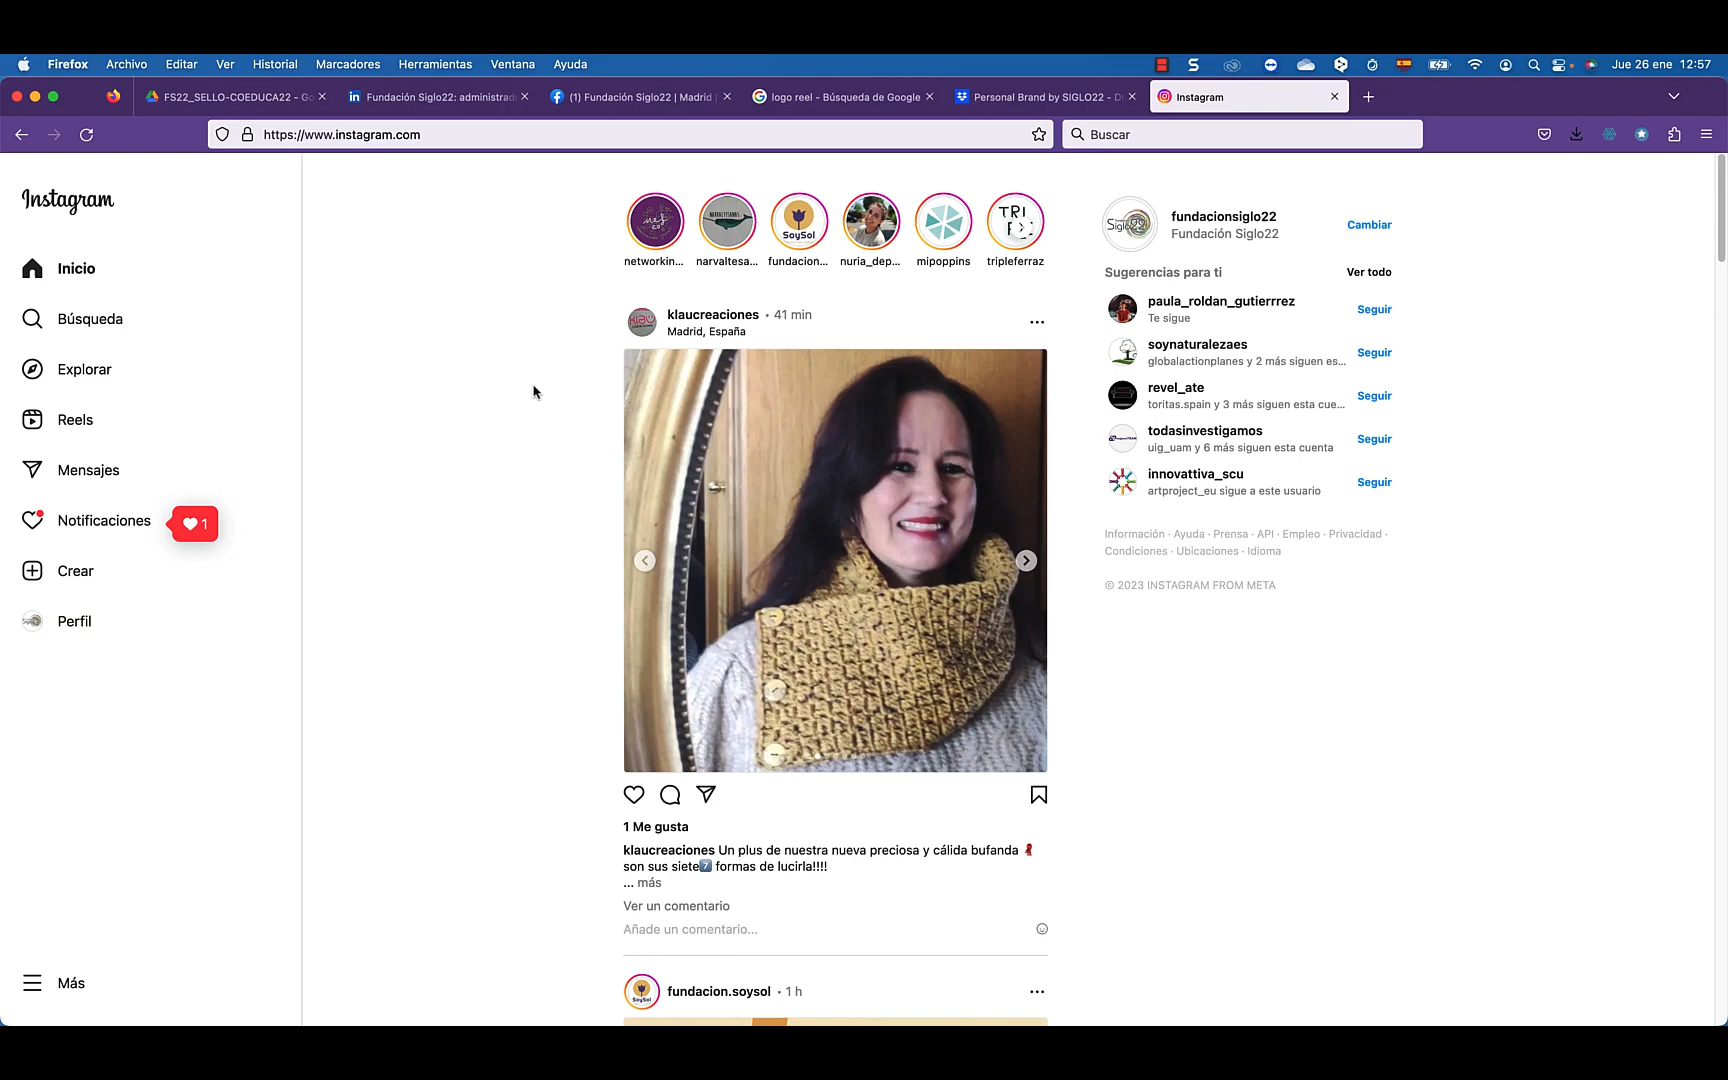 Firefox Archivo Editar Ver Historial Marcadores Herramientas Ventana Ayuda
Jue 26 ene 12:57
FS22_SELLO-COEDUCA22 - Go
Fundación Siglo22: administrad
(1) Fundación Siglo22 | Madrid |
logo reel - Búsqueda de Google
Personal Brand by SIGLO22 - D
Instagram
https://www.instagram.com
Buscar
Instagram
Inicio
Búsqueda
Explorar
Reels
Mensajes
Notificaciones
1
Crear
Perfil
Más
SoySol
TRI
networkin...
narvaltesa...
fundacion...
nuria_dep...
mipoppins
tripleferraz
klaucreaciones • 41 min
Madrid, España
1 Me gusta
klaucreaciones Un plus de nuestra nueva preciosa y cálida bufanda 🧣
son sus siete7️⃣ formas de lucirla!!!!
... más
Ver un comentario
Añade un comentario...
SoySol
fundacion.soysol • 1 h
Siglo22
fundacionsiglo22
Fundación Siglo22
Cambiar
Sugerencias para ti
Ver todo
paula_roldan_gutierrrez
Te sigue
Seguir
soynaturalezaes
globalactionplanes y 2 más siguen es...
Seguir
revel_ate
toritas.spain y 3 más siguen esta cue...
Seguir
todasinvestigamos
uig_uam y 6 más siguen esta cuenta
Seguir
innovattiva_scu
artproject_eu sigue a este usuario
Seguir
Información · Ayuda · Prensa · API · Empleo · Privacidad ·
Condiciones · Ubicaciones · Idioma
© 2023 INSTAGRAM FROM META